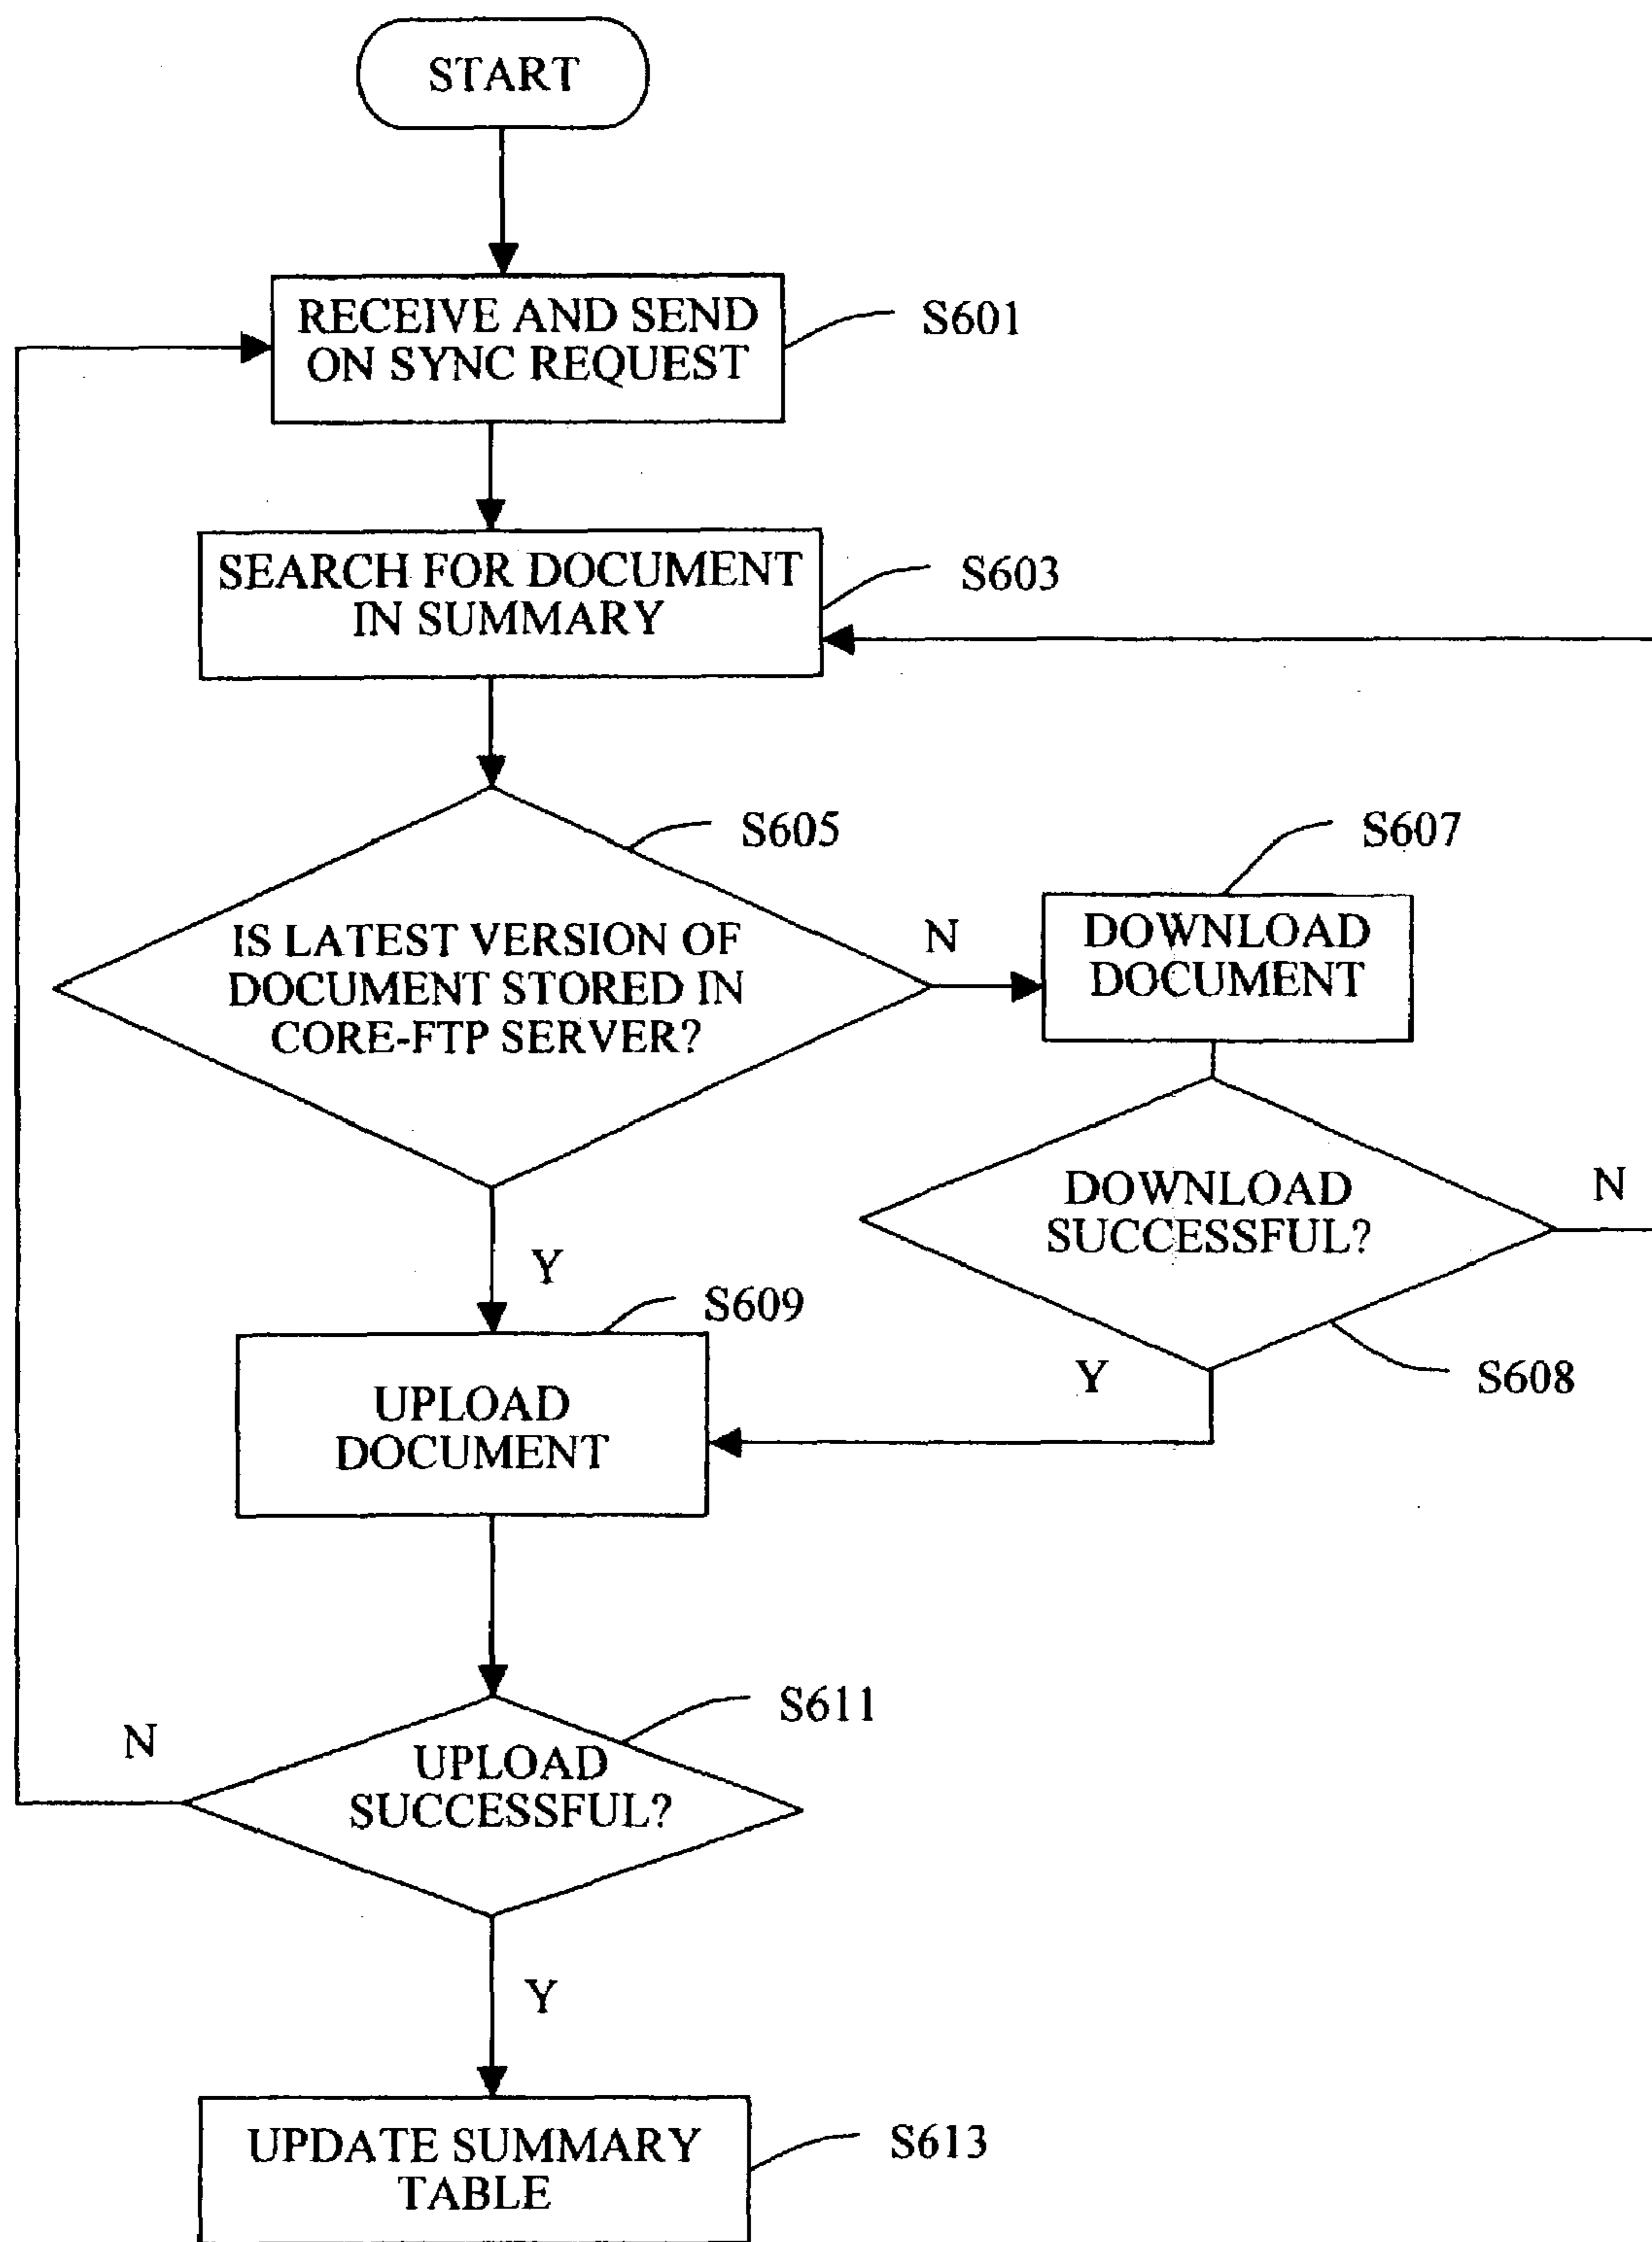 START
RECEIVE AND SEND
ON SYNC REQUEST
S601
SEARCH FOR DOCUMENT
IN SUMMARY
S603
S605
IS LATEST VERSION OF
DOCUMENT STORED IN
CORE-FTP SERVER?
N
S607
DOWNLOAD
DOCUMENT
DOWNLOAD
SUCCESSFUL?
N
S608
Y
Y
S609
UPLOAD
DOCUMENT
S611
UPLOAD
SUCCESSFUL?
N
Y
UPDATE SUMMARY
TABLE
S613